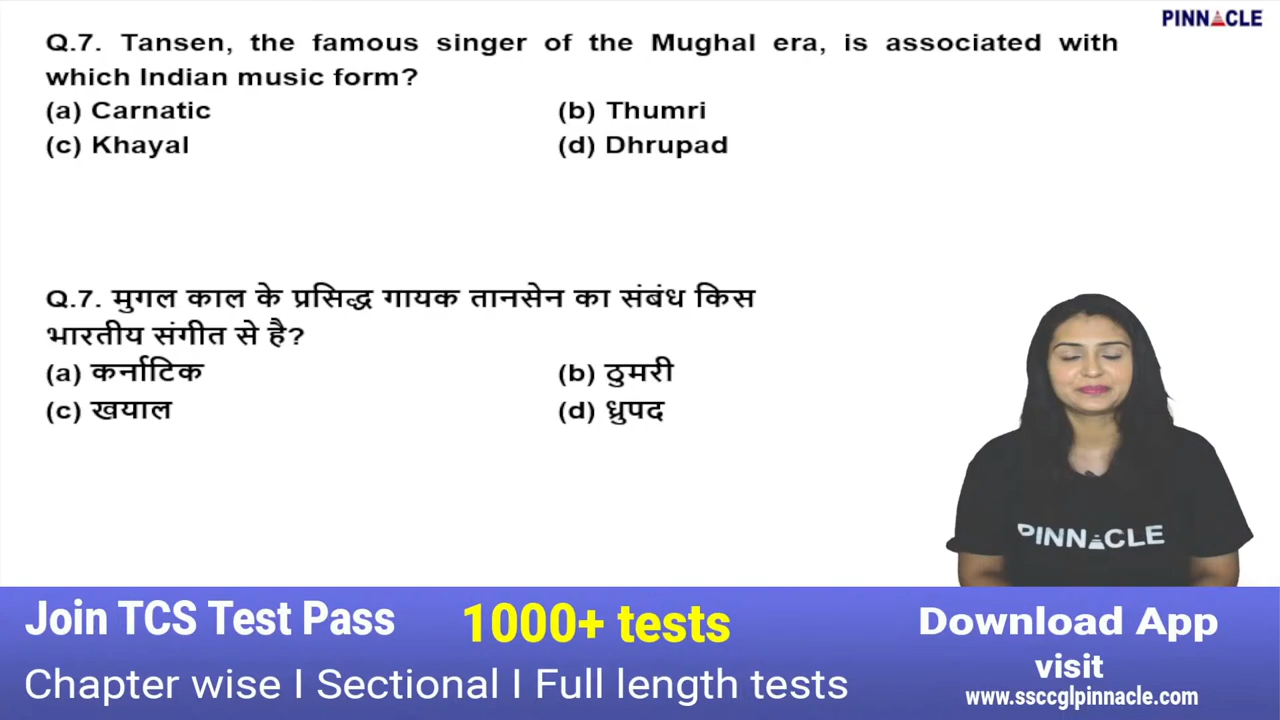 PINNACLE
Q.7. Tansen, the famous singer of the Mughal era, is associated with
which Indian music form?
(a) Carnatic (b) Thumri
(c) Khayal (d) Dhrupad
Q.7. मुगल काल के प्रसिद्ध गायक तानसेन का संबंध किस
भारतीय संगीत से है?
(a) कर्नाटिक (b) ठुमरी
(c) खयाल (d) ध्रुपद
PINNACLE
Join TCS Test Pass 1000+ tests
Chapter wise I Sectional I Full length tests
Download App
visit
www.ssccglpinnacle.com